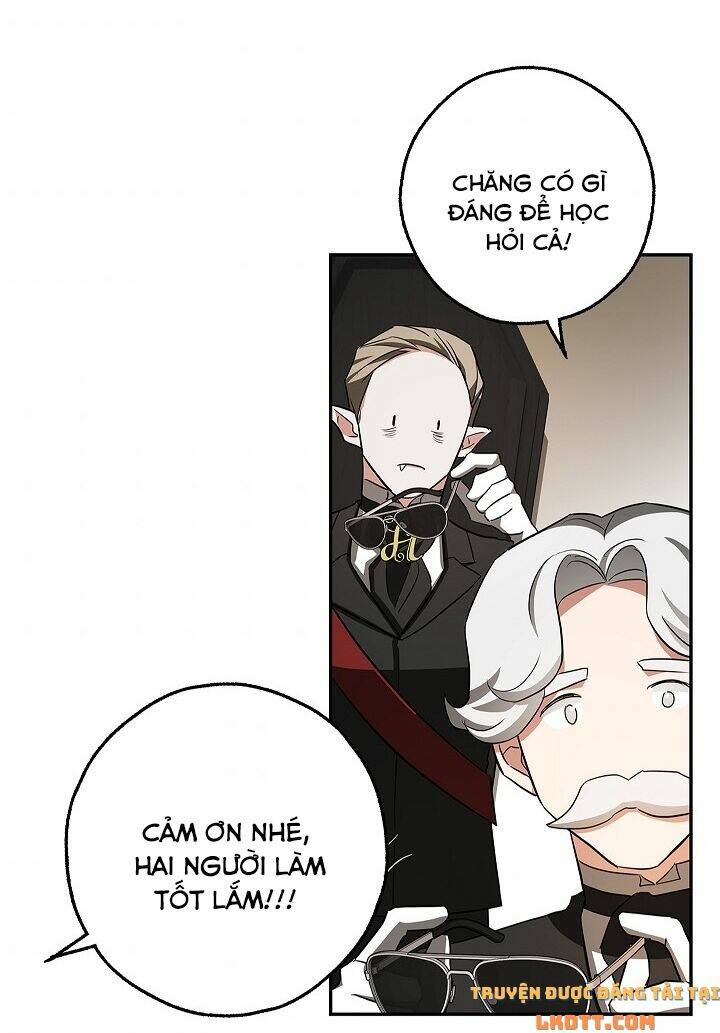 CHĂNG CÓ GÌ
ĐÁNG ĐỂ HỌC
HỎI CẢ!
CẢM ƠN NHÉ,
HAI NGƯỜI LÀM
TỐT LẮM!!!
TRUYỆN ĐƯỢC ĐĂNG TẢI TẠI
LKDTT.COM